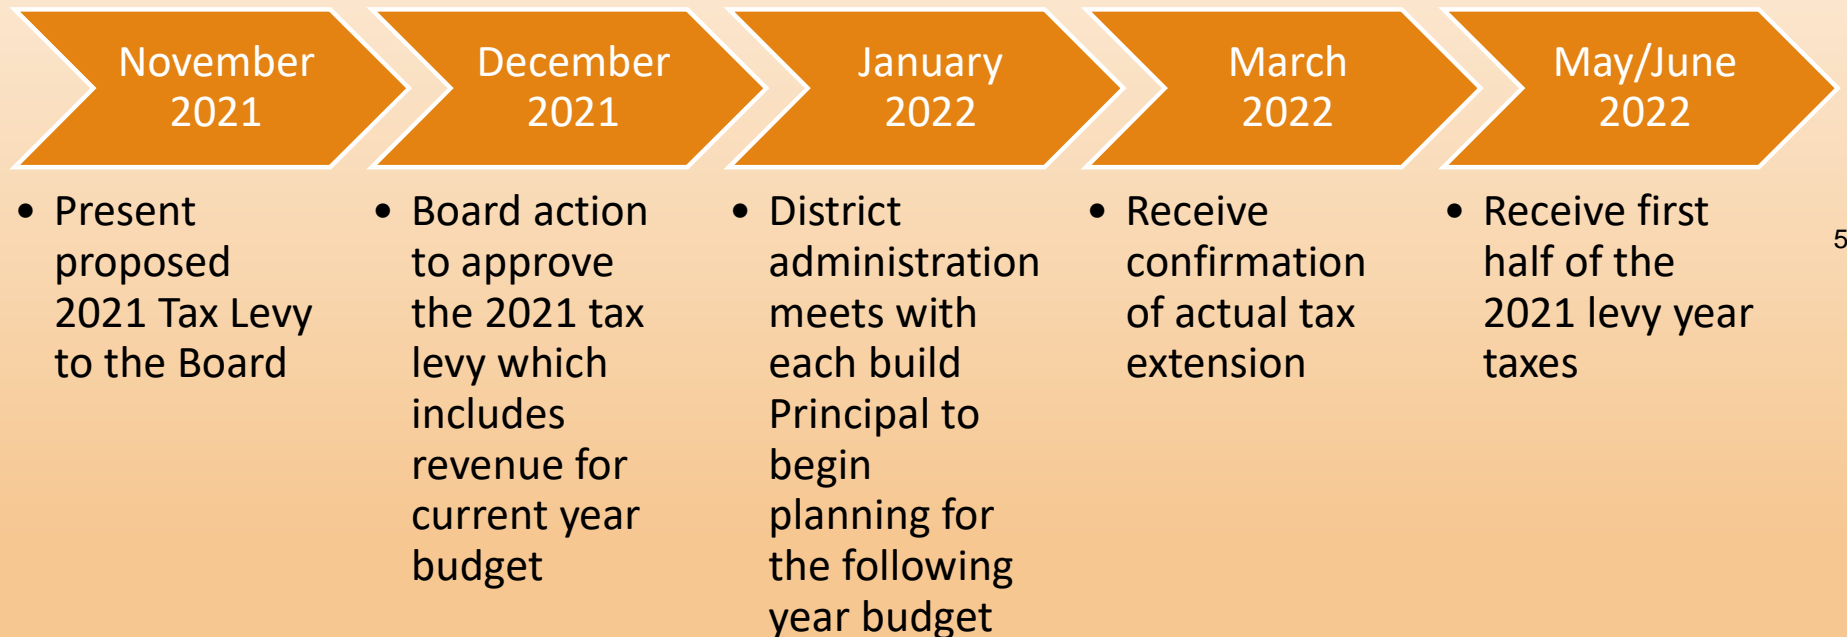 November
2021
• Present
proposed
2021 Tax Levy
to the Board
December
2021
• Board action
to approve
the 2021 tax
levy which
includes
revenue for
current year
budget
January
2022
• District
administration
meets with
each build
Principal to
begin
planning for
the following
year budget
March
2022
• Receive
confirmation
of actual tax
extension
May/June
2022
• Receive first
half of the
2021 levy year
taxes
5